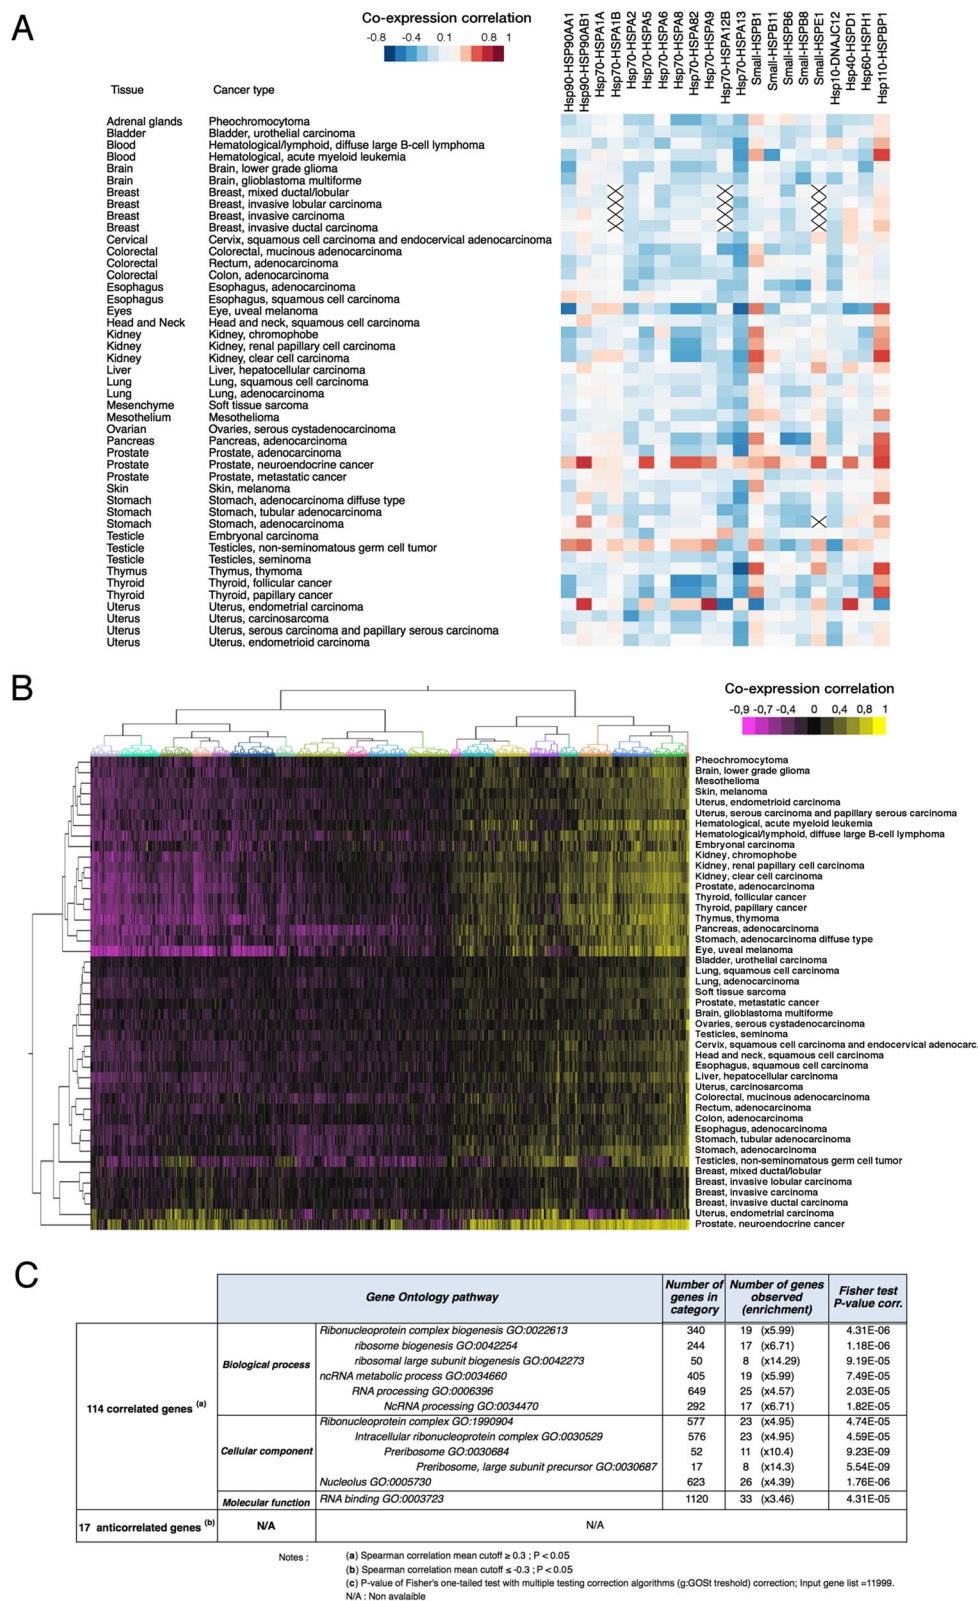 A
Co-expression correlation
-0.8 -0.4 0.1 0.4 0.8 1
Hsp90-HSP90AA1
Hsp90-HSP90AB1
Hsp70-HSPA1A
Hsp70-HSPA1B
Hsp70-HSPA2
Hsp70-HSPA5
Hsp70-HSPA6
Hsp70-HSPA8
Hsp70-HSPA9
Hsp70-HSPA12B
Hsp70-HSPA13
Small-HSPB1
Small-HSPB11
Small-HSPB6
Small-HSPB8
Small-HSPE1
Hsp10-DNAJC12
Hsp40-HSPD1
Hsp60-HSPH1
Hsp110-HSPBP1
Tissue Cancer type
Adrenal glands Pheochromocytoma
Bladder Bladder, urothelial carcinoma
Blood Hematological/lymphoid, diffuse large B-cell lymphoma
Blood Hematological, acute myeloid leukemia
Brain Brain, lower grade glioma
Brain Brain, glioblastoma multiforme
Breast Breast, mixed ductal/lobular
Breast Breast, invasive lobular carcinoma
Breast Breast, invasive carcinoma
Breast Breast, invasive ductal carcinoma
Cervical Cervix, squamous cell carcinoma and endocervical adenocarcinoma
Colorectal Colorectal, mucinous adenocarcinoma
Colorectal Rectum, adenocarcinoma
Colorectal Colon, adenocarcinoma
Esophagus Esophagus, adenocarcinoma
Esophagus Esophagus, squamous cell carcinoma
Eyes Eye, uveal melanoma
Head and Neck Head and neck, squamous cell carcinoma
Kidney Kidney, chromophobe
Kidney Kidney, renal papillary cell carcinoma
Kidney Kidney, clear cell carcinoma
Liver Liver, hepatocellular carcinoma
Lung Lung, squamous cell carcinoma
Lung Lung, adenocarcinoma
Mesenchyme Soft tissue sarcoma
Mesothelium Mesothelioma
Ovarian Ovaries, serous cystadenocarcinoma
Pancreas Pancreas, adenocarcinoma
Prostate Prostate, adenocarcinoma
Prostate Prostate, neuroendocrine cancer
Prostate Prostate, metastatic cancer
Skin Skin, melanoma
Stomach Stomach, adenocarcinoma diffuse type
Stomach Stomach, tubular adenocarcinoma
Stomach Stomach, adenocarcinoma
Testicle Embryonal carcinoma
Testicle Testicles, non-seminomatous germ cell tumor
Testicle Testicles, seminoma
Thymus Thymus, thymoma
Thyroid Thyroid, follicular cancer
Thyroid Thyroid, papillary cancer
Uterus Uterus, endometrial carcinoma
Uterus Uterus, carcinosarcoma
Uterus Uterus, serous carcinoma and papillary serous carcinoma
Uterus Uterus, endometrioid carcinoma
B
Co-expression correlation
-0,9 -0,7 -0,4 0 0,4 0,8 1
Pheochromocytoma
Brain, lower grade glioma
Mesothelioma
Skin, melanoma
Uterus, endometrioid carcinoma
Uterus, serous carcinoma and papillary serous carcinoma
Hematological, acute myeloid leukemia
Hematological/lymphoid, diffuse large B-cell lymphoma
Embryonal carcinoma
Kidney, chromophobe
Kidney, renal papillary cell carcinoma
Kidney, clear cell carcinoma
Prostate, adenocarcinoma
Thyroid, follicular cancer
Thyroid, papillary cancer
Thymus, thymoma
Pancreas, adenocarcinoma
Stomach, adenocarcinoma diffuse type
Eye, uveal melanoma
Bladder, urothelial carcinoma
Lung, squamous cell carcinoma
Lung, adenocarcinoma
Soft tissue sarcoma
Prostate, metastatic cancer
Brain, glioblastoma multiforme
Ovaries, serous cystadenocarcinoma
Testicles, seminoma
Cervix, squamous cell carcinoma and endocervical adenocarc.
Head and neck, squamous cell carcinoma
Esophagus, squamous cell carcinoma
Liver, hepatocellular carcinoma
Uterus, carcinosarcoma
Colorectal, mucinous adenocarcinoma
Rectum, adenocarcinoma
Colon, adenocarcinoma
Esophagus, adenocarcinoma
Stomach, tubular adenocarcinoma
Stomach, adenocarcinoma
Testicles, non-seminomatous germ cell tumor
Breast, mixed ductal/lobular
Breast, invasive lobular carcinoma
Breast, invasive carcinoma
Breast, invasive ductal carcinoma
Uterus, endometrial carcinoma
Prostate, neuroendocrine cancer
C
Gene Ontology pathway
Number of genes in category
Number of genes observed (enrichment)
Fisher test P-value corr.
114 correlated genes (a)
Biological process
Ribonucleoprotein complex biogenesis GO:0022613 340 19 (x5.99) 4.31E-06
ribosome biogenesis GO:0042254 244 17 (x6.71) 1.18E-06
ribosomal large subunit biogenesis GO:0042273 50 8 (x14.29) 9.19E-05
ncRNA metabolic process GO:0034660 405 19 (x5.99) 7.49E-05
RNA processing GO:0006396 649 25 (x4.57) 2.03E-05
NcRNA processing GO:0034470 292 17 (x6.71) 1.82E-05
Cellular component
Ribonucleoprotein complex GO:1990904 577 23 (x4.95) 4.74E-05
Intracellular ribonucleoprotein complex GO:0030529 576 23 (x4.95) 4.59E-05
Preribosome GO:0030684 52 11 (x10.4) 9.23E-09
Preribosome, large subunit precursor GO:0030687 17 8 (x14.3) 5.54E-09
Nucleolus GO:0005730 623 26 (x4.39) 1.76E-06
Molecular function RNA binding GO:0003723 1120 33 (x3.46) 4.31E-05
17 anticorrelated genes (b) N/A N/A
Notes : (a) Spearman correlation mean cutoff ≥ 0.3 ; P < 0.05
(b) Spearman correlation mean cutoff ≤ -0.3 ; P < 0.05
(c) P-value of Fisher's one-tailed test with multiple testing correction algorithms (g:GOSt treshold) correction; Input gene list =11999.
N/A : Non avalaible